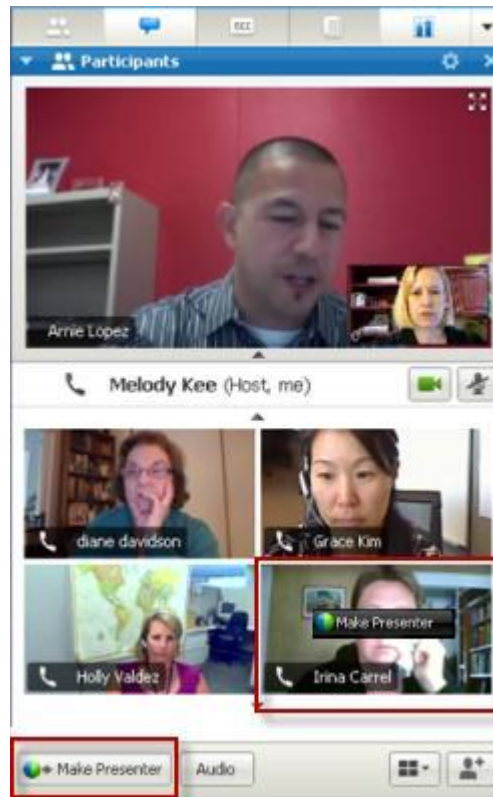 Participants
Arnie Lopez
Melody Kee (Host, me)
diane davidson
Grace Kim
Make Presenter
Holly Valdez
Irina Carrel
Make Presenter
Audio